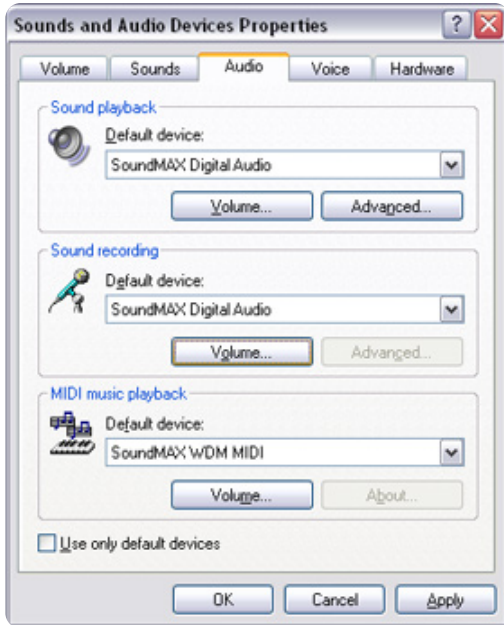 Sounds and Audio Devices Properties
?
Volume Sounds Audio Voice Hardware
Sound playback
Default device:
SoundMAX Digital Audio
Volume... Advanced...
Sound recording
Default device:
SoundMAX Digital Audio
Volume... Advanced...
MIDI music playback
Default device:
SoundMAX WDM MIDI
Volume... About...
Use only default devices
OK Cancel Apply